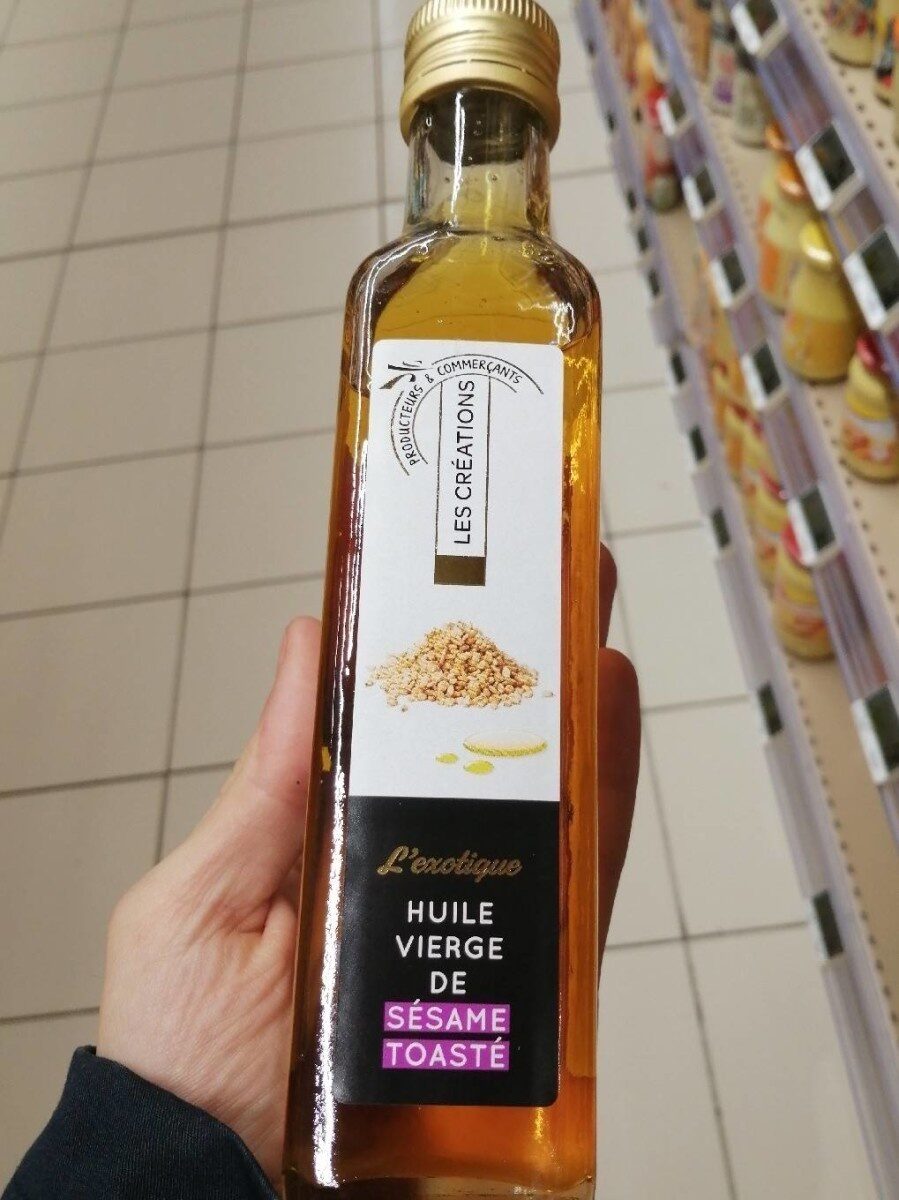 PRODUCTEURS & COMMERÇANTS
LES CRÉATIONS
L'exotique
HUILE
VIERGE
DE
SÉSAME
TOASTÉ